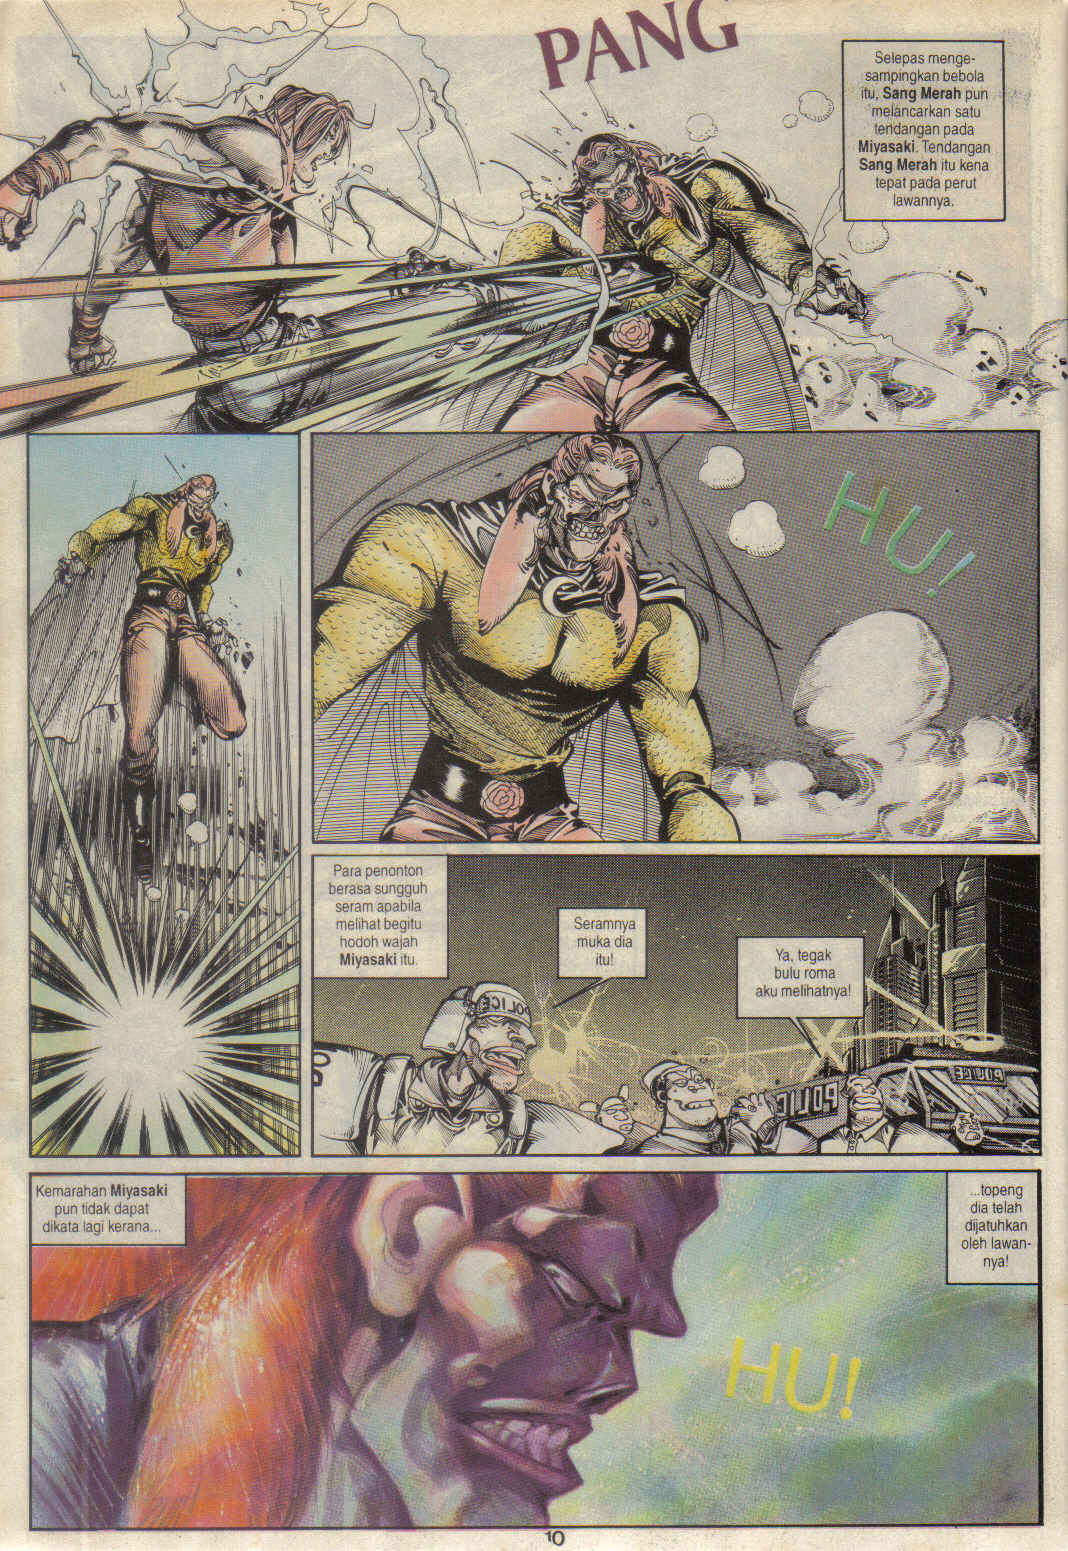 PANG
Selepas menge-
sampingkan bebola
itu, Sang Merah pun
melancarkan satu
tendangan pada
Miyasaki. Tendangan
Sang Merah itu kena
tepat pada perut
lawannya.
HU!
Para penonton
berasa sungguh
seram apabila
melihat begitu
hodoh wajah
Miyasaki itu.
Seramnya
muka dia
itu!
Ya, tegak
bulu roma
aku melihatnya!
POLICE
POLICE
POLICE
Kemarahan Miyasaki
pun tidak dapat
dikata lagi kerana...
...topeng
dia telah
dijatuhkan
oleh lawan-
nya!
HU!
10